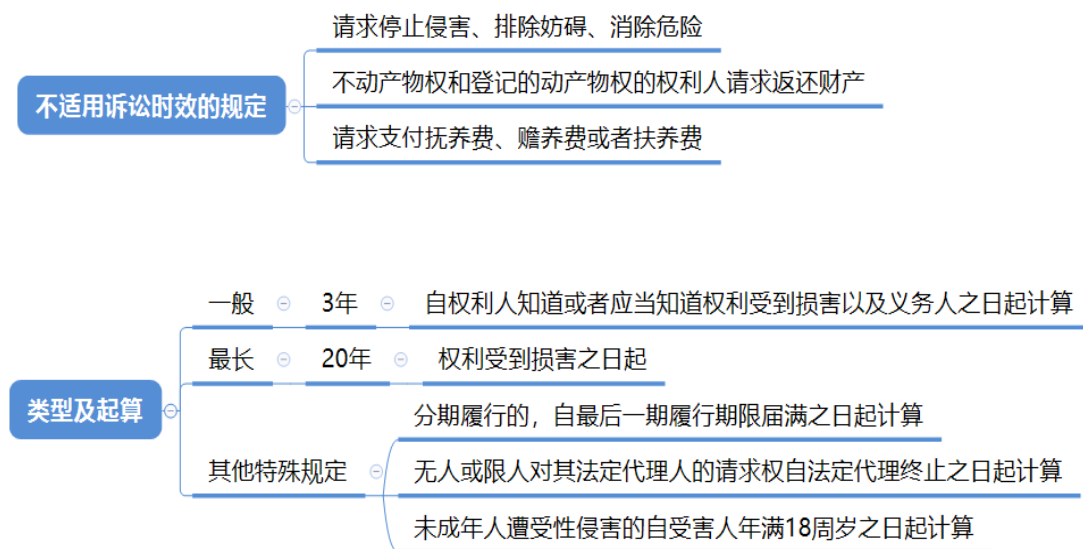 不适用诉讼时效的规定
请求停止侵害、排除妨碍、消除危险
不动产物权和登记的动产物权的权利人请求返还财产
请求支付抚养费、赡养费或者扶养费
类型及起算
一般
3年
自权利人知道或者应当知道权利受到损害以及义务人之日起计算
最长
20年
权利受到损害之日起
其他特殊规定
分期履行的，自最后一期履行期限届满之日起计算
无人或限人对其法定代理人的请求权自法定代理终止之日起计算
未成年人遭受性侵害的自受害人年满18周岁之日起计算